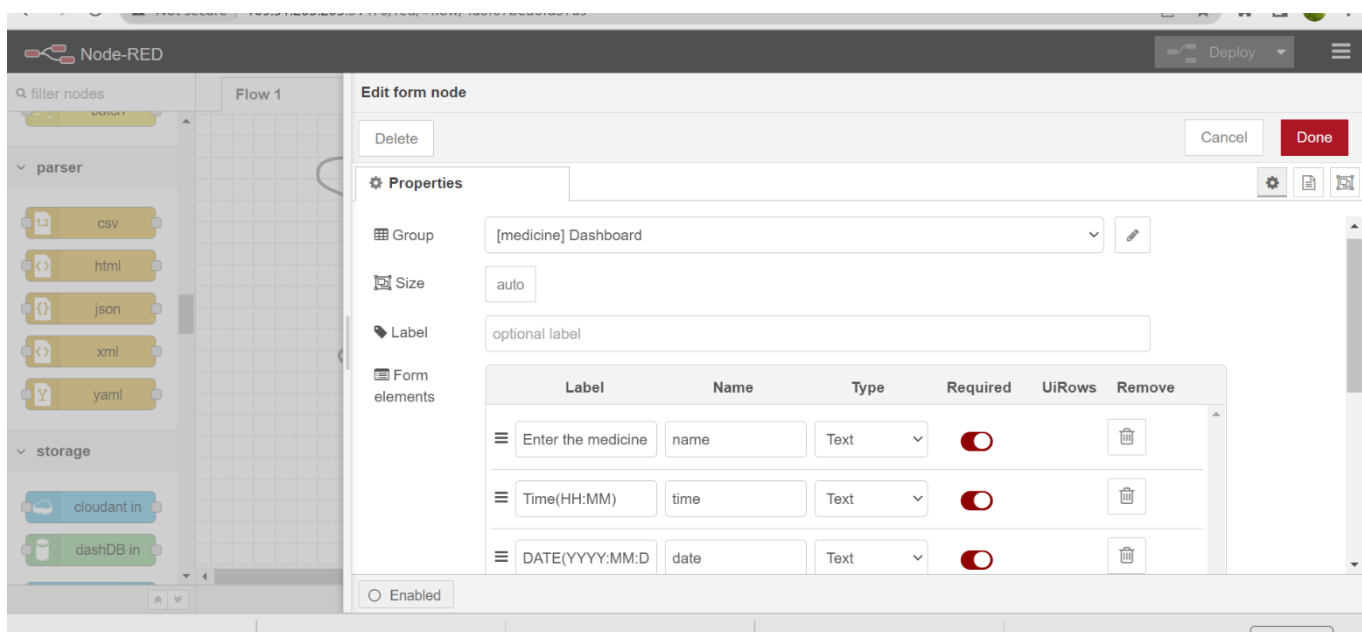 Node-RED
Deploy
filter nodes
Flow 1
Edit form node
Delete
Cancel
Done
parser
Properties
csv
html
json
xml
yaml
Group
[medicine] Dashboard
Size
auto
Label
optional label
Form
elements
Label Name Type Required UiRows Remove
Enter the medicine name Text
Time(HH:MM) time Text
DATE(YYYY:MM:D date Text
storage
cloudant in
dashDB in
Enabled